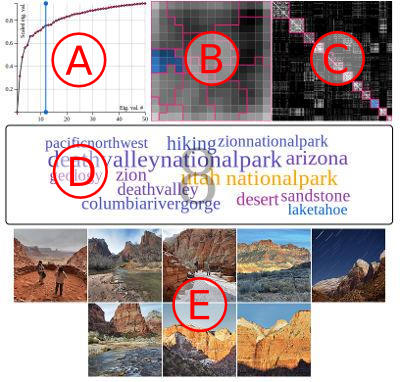 Scaled eig. val.
0.8
0.6
0.4
0.2
0
10 20 30 40 50
Eig. val. #
A B C
pacificnorthwest hiking zionnationalpark
deathvalleynationalpark arizona
geology zion utah nationalpark
deathvalley
columbiarivergorge desert sandstone
laketahoe
8
D
E